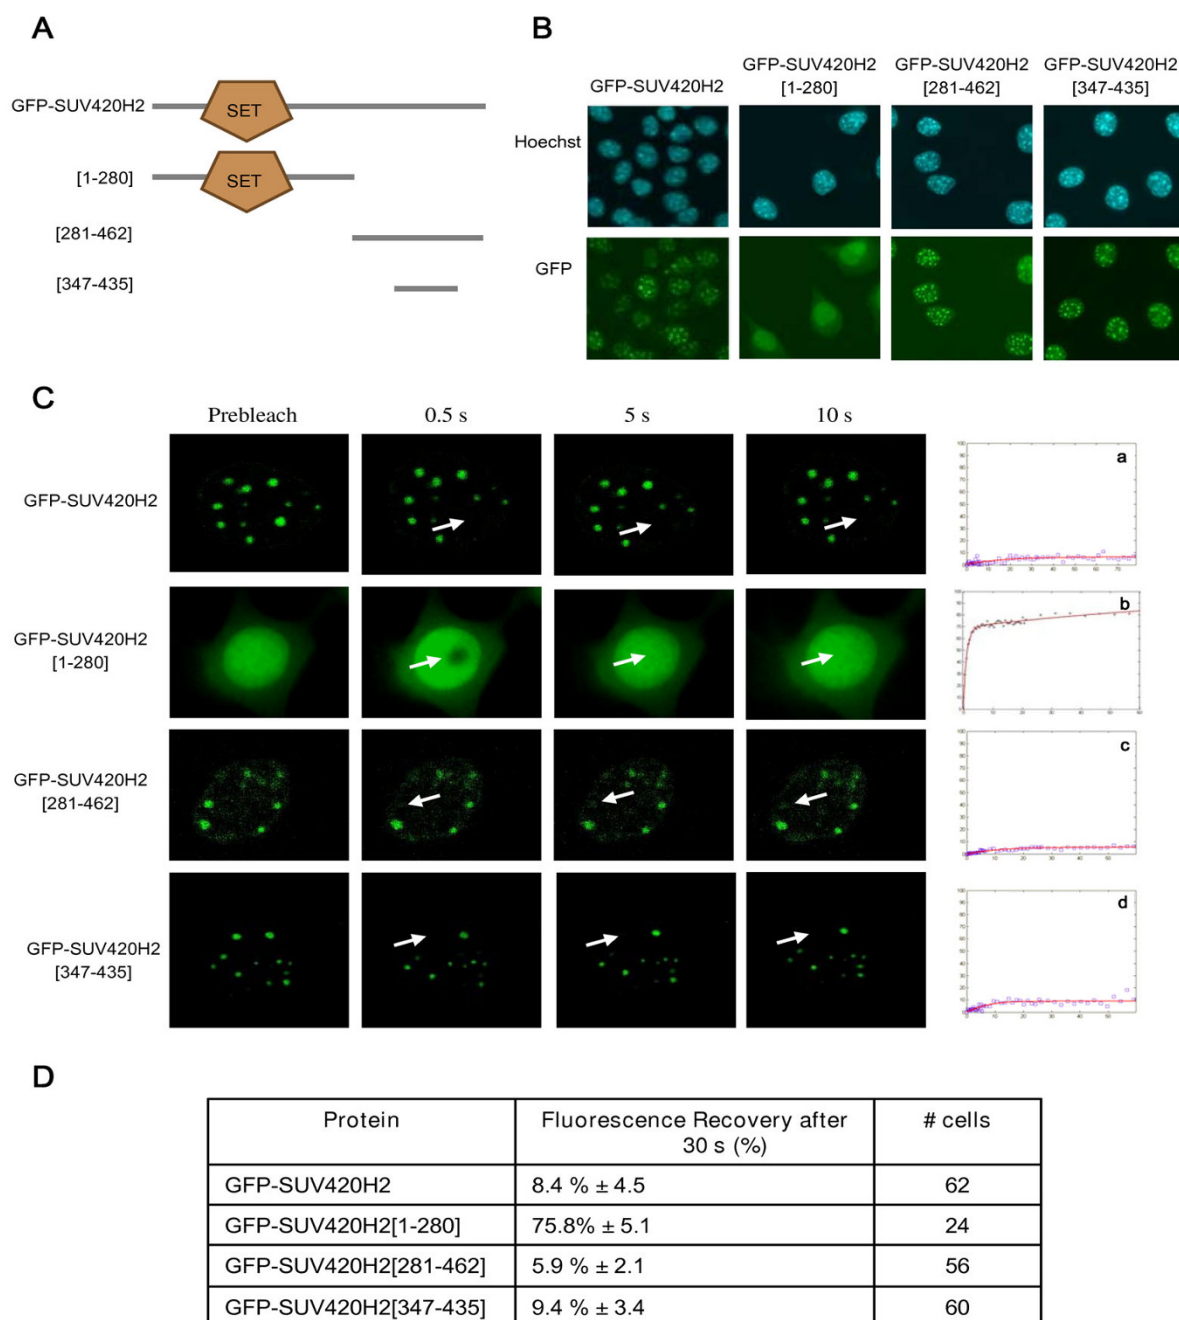 A
GFP-SUV420H2
SET
[1-280]
SET
[281-462]
[347-435]
B
GFP-SUV420H2
GFP-SUV420H2
[1-280]
GFP-SUV420H2
[281-462]
GFP-SUV420H2
[347-435]
Hoechst
GFP
C
Prebleach 0.5 s 5 s 10 s
GFP-SUV420H2
a
GFP-SUV420H2
[1-280]
b
GFP-SUV420H2
[281-462]
c
GFP-SUV420H2
[347-435]
d
D
Protein Fluorescence Recovery after 30 s (%) # cells
GFP-SUV420H2 8.4 % ± 4.5 62
GFP-SUV420H2[1-280] 75.8% ± 5.1 24
GFP-SUV420H2[281-462] 5.9 % ± 2.1 56
GFP-SUV420H2[347-435] 9.4 % ± 3.4 60